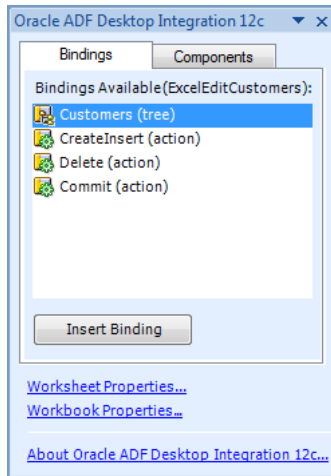 Oracle ADF Desktop Integration 12c
Bindings
Components
Bindings Available(ExcelEditCustomers):
Customers (tree)
CreateInsert (action)
Delete (action)
Commit (action)
Insert Binding
Worksheet Properties...
Workbook Properties...
About Oracle ADF Desktop Integration 12c...